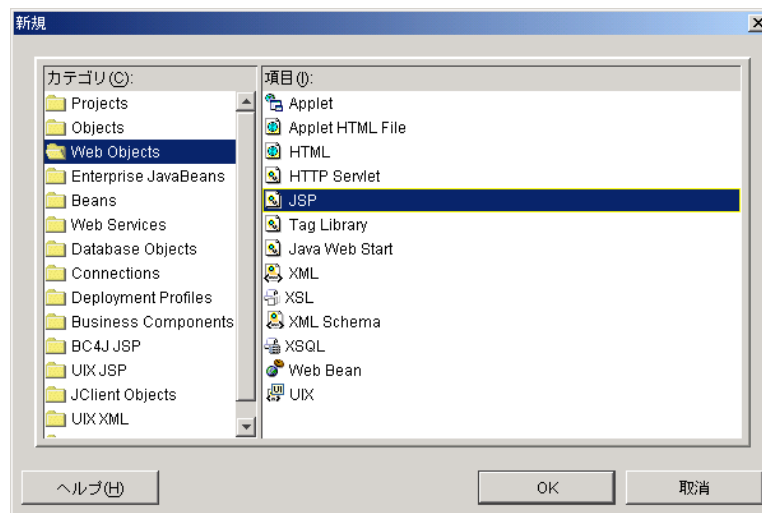 新規
カテゴリ(C):
Projects
Objects
Web Objects
Enterprise JavaBeans
Beans
Web Services
Database Objects
Connections
Deployment Profiles
Business Components
BC4J JSP
UIX JSP
JClient Objects
UIX XML
項目(I):
Applet
Applet HTML File
HTML
HTTP Servlet
JSP
Tag Library
Java Web Start
XML
XSL
XML Schema
XSQL
Web Bean
UIX
ヘルプ(H)
OK
取消